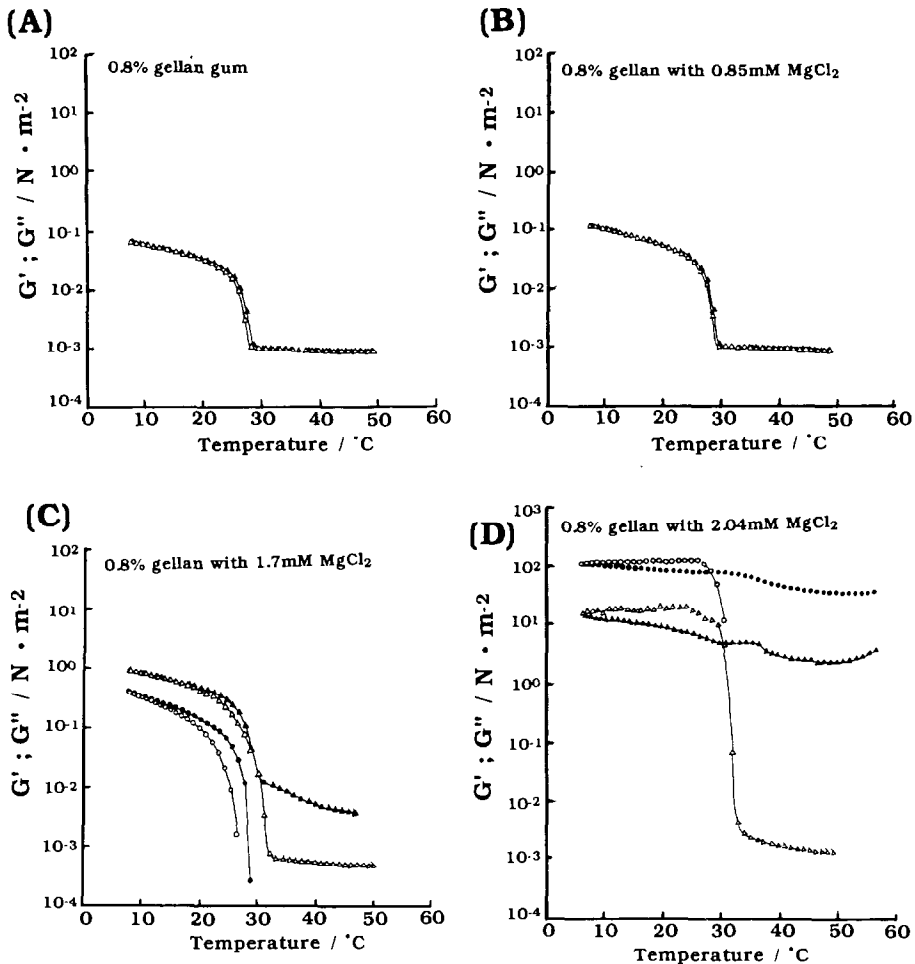 (A)
0.8% gellan gum
10²
10¹
10⁰
10⁻¹
10⁻²
10⁻³
10⁻⁴
G' ; G" / N • m⁻²
0 10 20 30 40 50 60
Temperature / °C
(B)
0.8% gellan with 0.85mM MgCl₂
10²
10¹
10⁰
10⁻¹
10⁻²
10⁻³
10⁻⁴
G' ; G" / N • m⁻²
0 10 20 30 40 50 60
Temperature / °C
(C)
0.8% gellan with 1.7mM MgCl₂
10²
10¹
10⁰
10⁻¹
10⁻²
10⁻³
10⁻⁴
G' ; G" / N • m⁻²
0 10 20 30 40 50 60
Temperature / °C
(D)
0.8% gellan with 2.04mM MgCl₂
10³
10²
10¹
10⁰
10⁻¹
10⁻²
10⁻³
10⁻⁴
G' ; G" / N • m⁻²
0 10 20 30 40 50 60
Temperature / °C